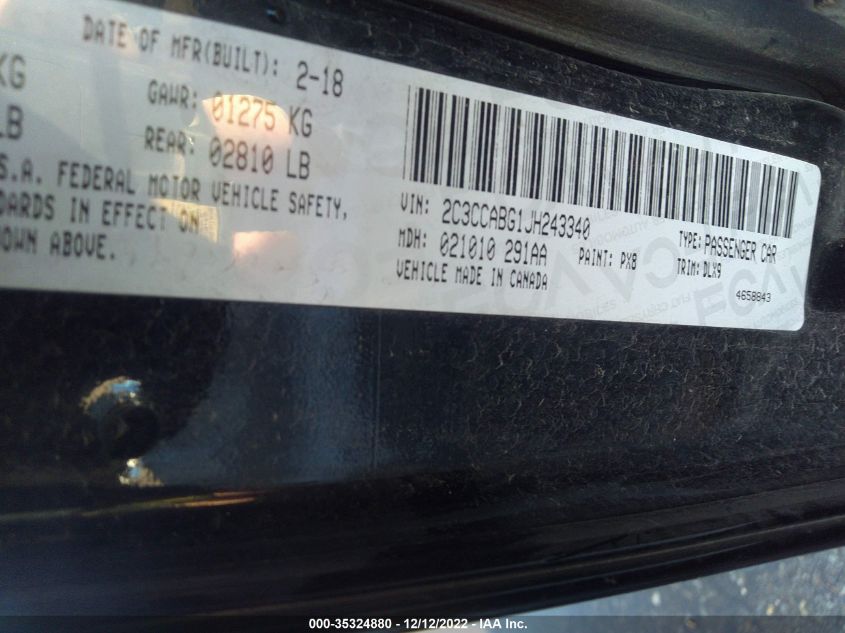 DATE OF MFR(BUILT): 2-18
KG GAWR: 01275 KG
LB REAR: 02810 LB
S.A. FEDERAL MOTOR VEHICLE SAFETY,
DARDS IN EFFECT ON
OWN ABOVE.
VIN: 2C3CCABG1JH243340 TYPE: PASSENGER CAR
MDH: 021010 291AA PAINT: PX8 TRIM: DLX9
VEHICLE MADE IN CANADA
4658843
000-35324880 - 12/12/2022 - IAA Inc.